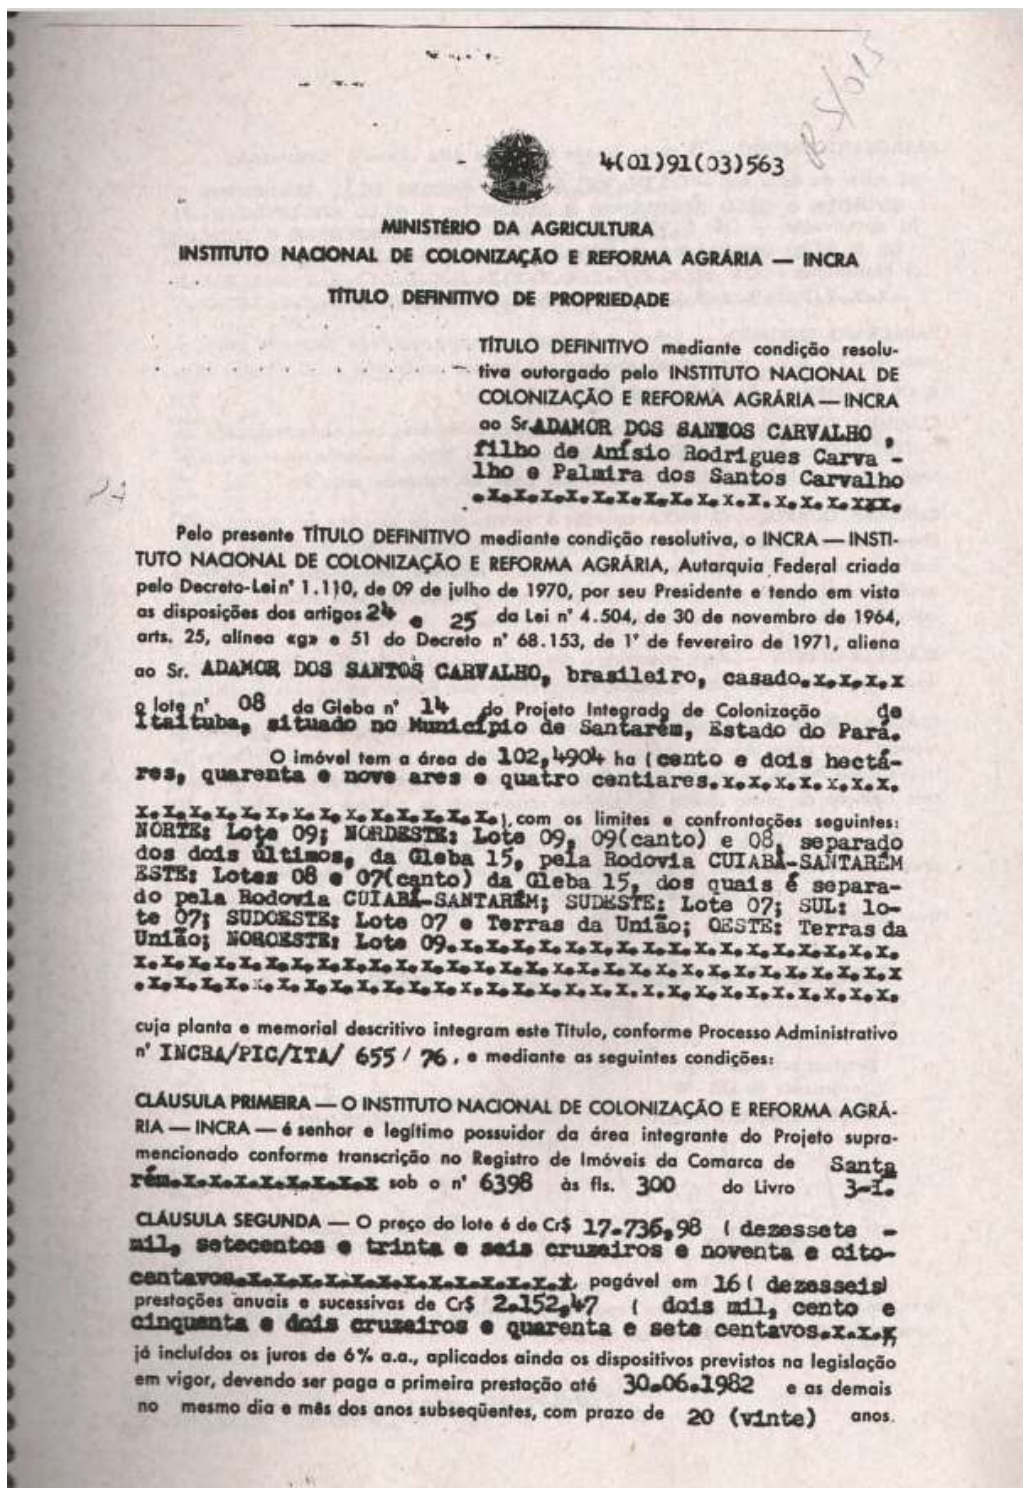 85/013
4(01)91(03)563
MINISTÉRIO DA AGRICULTURA
INSTITUTO NACIONAL DE COLONIZAÇÃO E REFORMA AGRÁRIA — INCRA
TÍTULO DEFINITIVO DE PROPRIEDADE
TÍTULO DEFINITIVO mediante condição resolu-
tiva outorgado pelo INSTITUTO NACIONAL DE
COLONIZAÇÃO E REFORMA AGRÁRIA — INCRA
ao Sr. ADAMOR DOS SANTOS CARVALHO ,
filho de Anísio Rodrigues Carva -
lho e Palmira dos Santos Carvalho
.x.x.x.x.x.x.x.x.x.x.x.x.x.x.xxx.
Pelo presente TÍTULO DEFINITIVO mediante condição resolutiva, o INCRA — INSTI-
TUTO NACIONAL DE COLONIZAÇÃO E REFORMA AGRÁRIA, Autarquia Federal criada
pelo Decreto-Lei nº 1.110, de 09 de julho de 1970, por seu Presidente e tendo em vista
as disposições dos artigos 24 e 25 da Lei nº 4.504, de 30 de novembro de 1964,
arts. 25, alínea «g» e 51 do Decreto nº 68.153, de 1º de fevereiro de 1971, aliena
ao Sr. ADAMOR DOS SANTOS CARVALHO, brasileiro, casado.x.x.x.x
o lote nº 08 da Gleba nº 14 do Projeto Integrado de Colonização de
Itaituba, situado no Município de Santarém, Estado do Pará.
O imóvel tem a área de 102,4904 ha (cento e dois hectá-
res, quarenta e nove ares e quatro centiares.x.x.x.x.x.x.x.
x.x.x.x.x.x.x.x.x.x.x.x.x.x.), com os limites e confrontações seguintes:
NORTE: Lote 09; NORDESTE: Lote 09, 09(canto) e 08, separado
dos dois últimos, da Gleba 15, pela Rodovia CUIABÁ-SANTARÉM
ESTE: Lotes 08 e 07(canto) da Gleba 15, dos quais é separa-
do pela Rodovia CUIABÁ-SANTARÉM; SUDESTE: Lote 07; SUL: lo-
te 07; SUDOESTE: Lote 07 e Terras da União; OESTE: Terras da
União; NOROESTE: Lote 09.x.x.x.x.x.x.x.x.x.x.x.x.x.x.x.x.x.
x.x.x.x.x.x.x.x.x.x.x.x.x.x.x.x.x.x.x.x.x.x.x.x.x.x.x.x.x.x
.x.x.x.x.x.x.x.x.x.x.x.x.x.x.x.x.x.x.x.x.x.x.x.x.x.x.x.x.x.
cuja planta e memorial descritivo integram este Título, conforme Processo Administrativo
nº INCRA/PIC/ITA/ 655 / 76 , e mediante as seguintes condições:
CLÁUSULA PRIMEIRA — O INSTITUTO NACIONAL DE COLONIZAÇÃO E REFORMA AGRÁ-
RIA — INCRA — é senhor e legítimo possuidor da área integrante do Projeto supra-
mencionado conforme transcrição no Registro de Imóveis da Comarca de Santa
rém.x.x.x.x.x.x.x.x sob o nº 6398 às fls. 300 do Livro 3-I.
CLÁUSULA SEGUNDA — O preço do lote é de Cr$ 17.736,98 ( dezessete -
mil, setecentos e trinta e seis cruzeiros e noventa e oito-
centavos.x.x.x.x.x.x.x.x.x.x.x.x.x, pagável em 16 ( dezesseis)
prestações anuais e sucessivas de Cr$ 2.152,47 ( dois mil, cento e
cinquenta e dois cruzeiros e quarenta e sete centavos.x.x.x
já incluídos os juros de 6% a.a., aplicados ainda os dispositivos previstos na legislação
em vigor, devendo ser paga a primeira prestação até 30.06.1982 e as demais
no mesmo dia e mês dos anos subseqüentes, com prazo de 20 (vinte) anos.